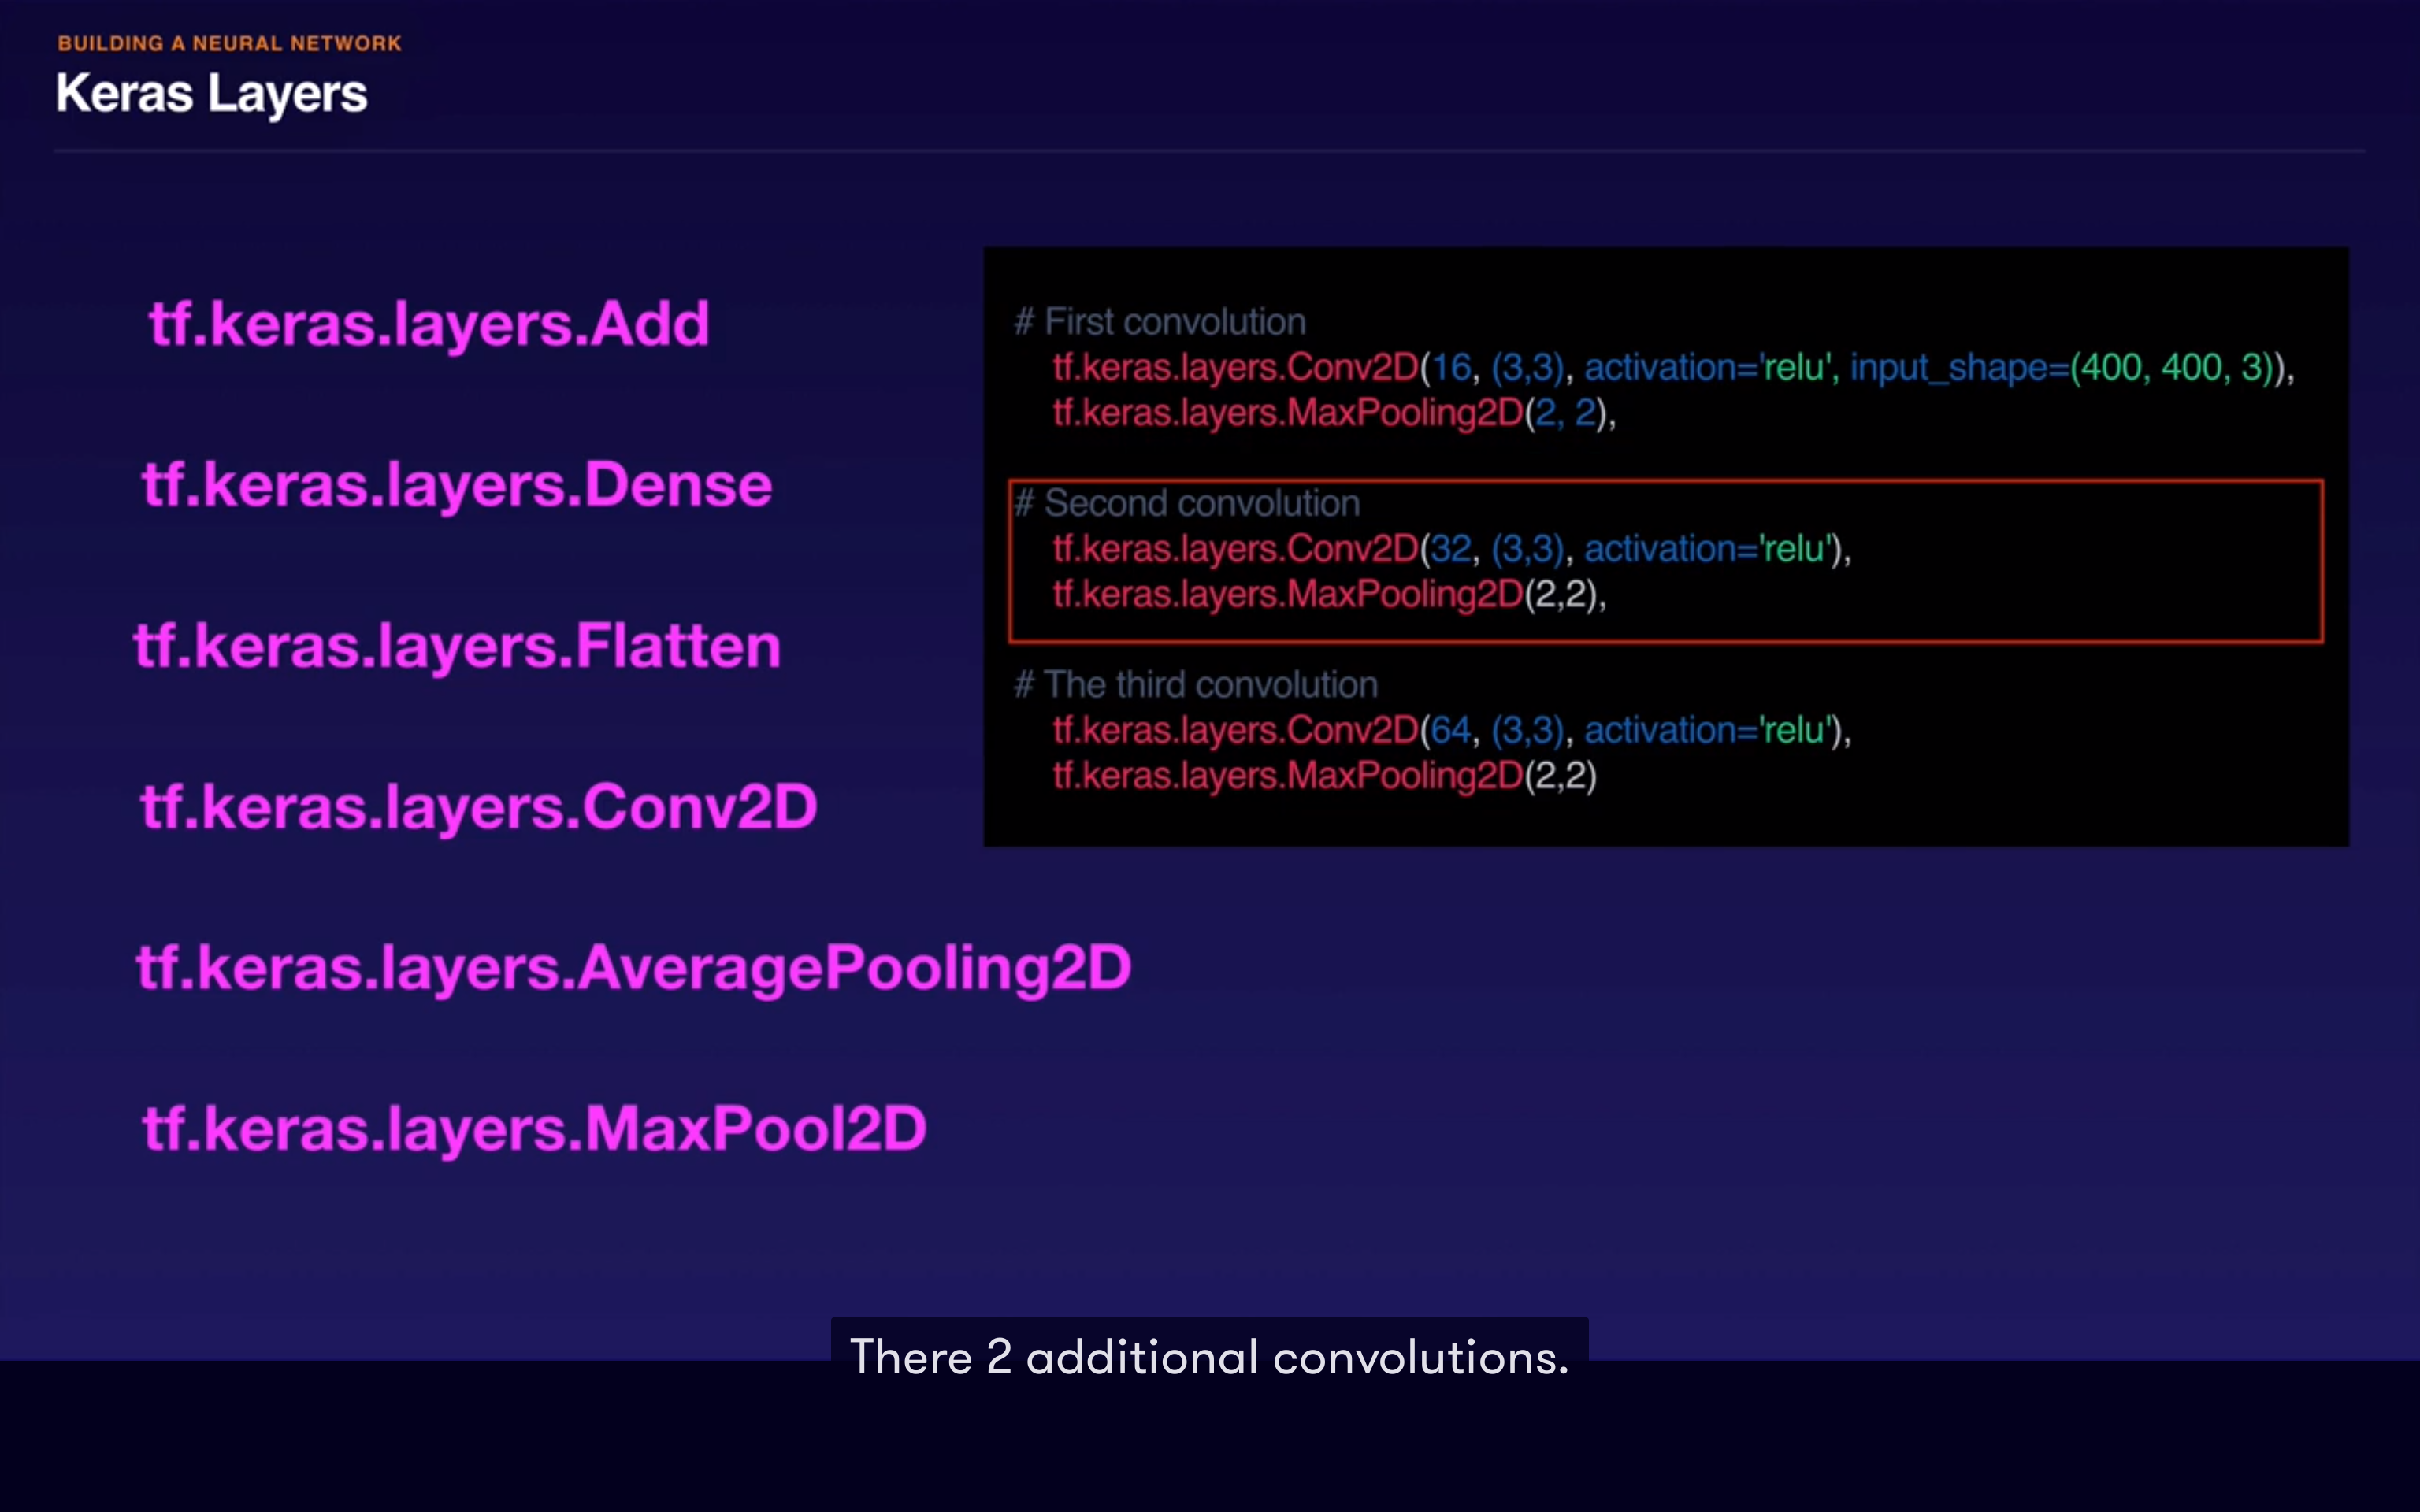 BUILDING A NEURAL NETWORK
Keras Layers
tf.keras.layers.Add
tf.keras.layers.Dense
tf.keras.layers.Flatten
tf.keras.layers.Conv2D
tf.keras.layers.AveragePooling2D
tf.keras.layers.MaxPool2D
# First convolution
tf.keras.layers.Conv2D(16, (3,3), activation='relu', input_shape=(400, 400, 3)),
tf.keras.layers.MaxPooling2D(2, 2),
# Second convolution
tf.keras.layers.Conv2D(32, (3,3), activation='relu'),
tf.keras.layers.MaxPooling2D(2,2),
# The third convolution
tf.keras.layers.Conv2D(64, (3,3), activation='relu'),
tf.keras.layers.MaxPooling2D(2,2)
There 2 additional convolutions.